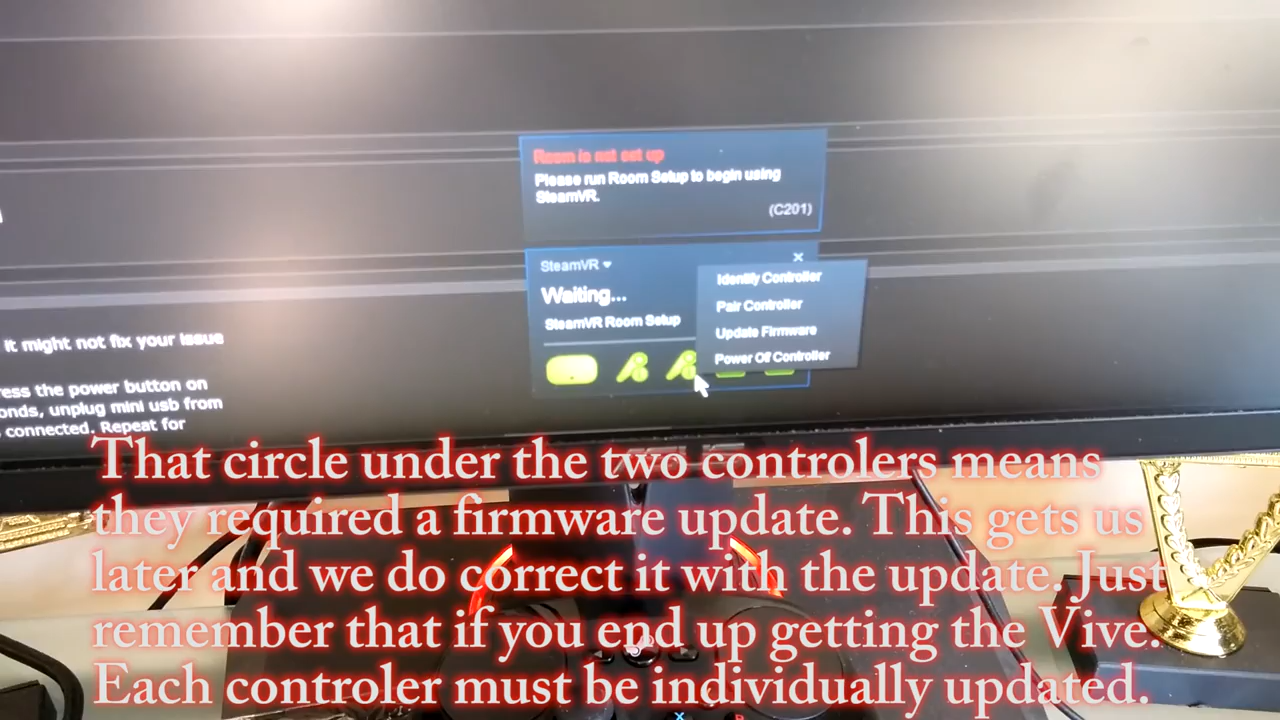 Room is not set up
Please run Room Setup to begin using
SteamVR.
(C201)
SteamVR
Waiting...
SteamVR Room Setup
Identify Controller
Pair Controller
Update Firmware
Power Off Controller
it might not fix your issue
ress the power button on
onds, unplug mini usb from
connected. Repeat for
That circle under the two controlers means
they required a firmware update. This gets us
later and we do correct it with the update. Just
remember that if you end up getting the Vive.
Each controler must be individually updated.